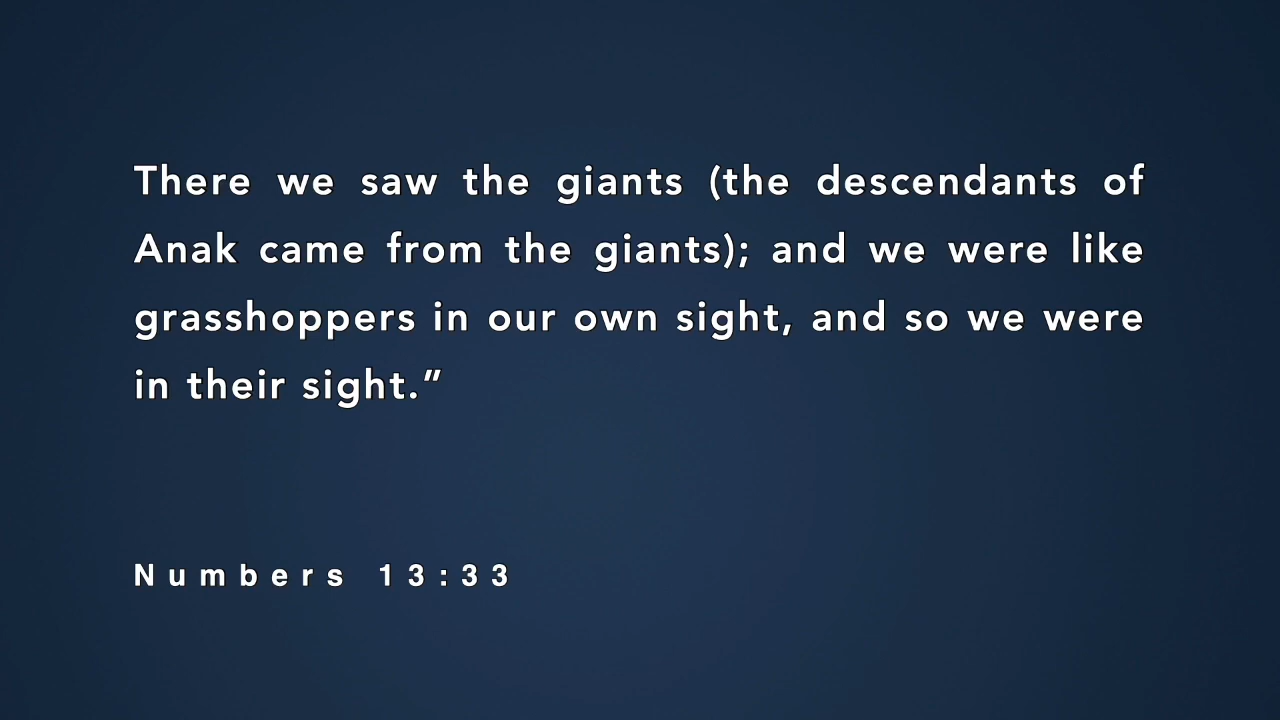 There we saw the giants (the descendants of
Anak came from the giants); and we were like
grasshoppers in our own sight, and so we were
in their sight.”
Numbers 13:33